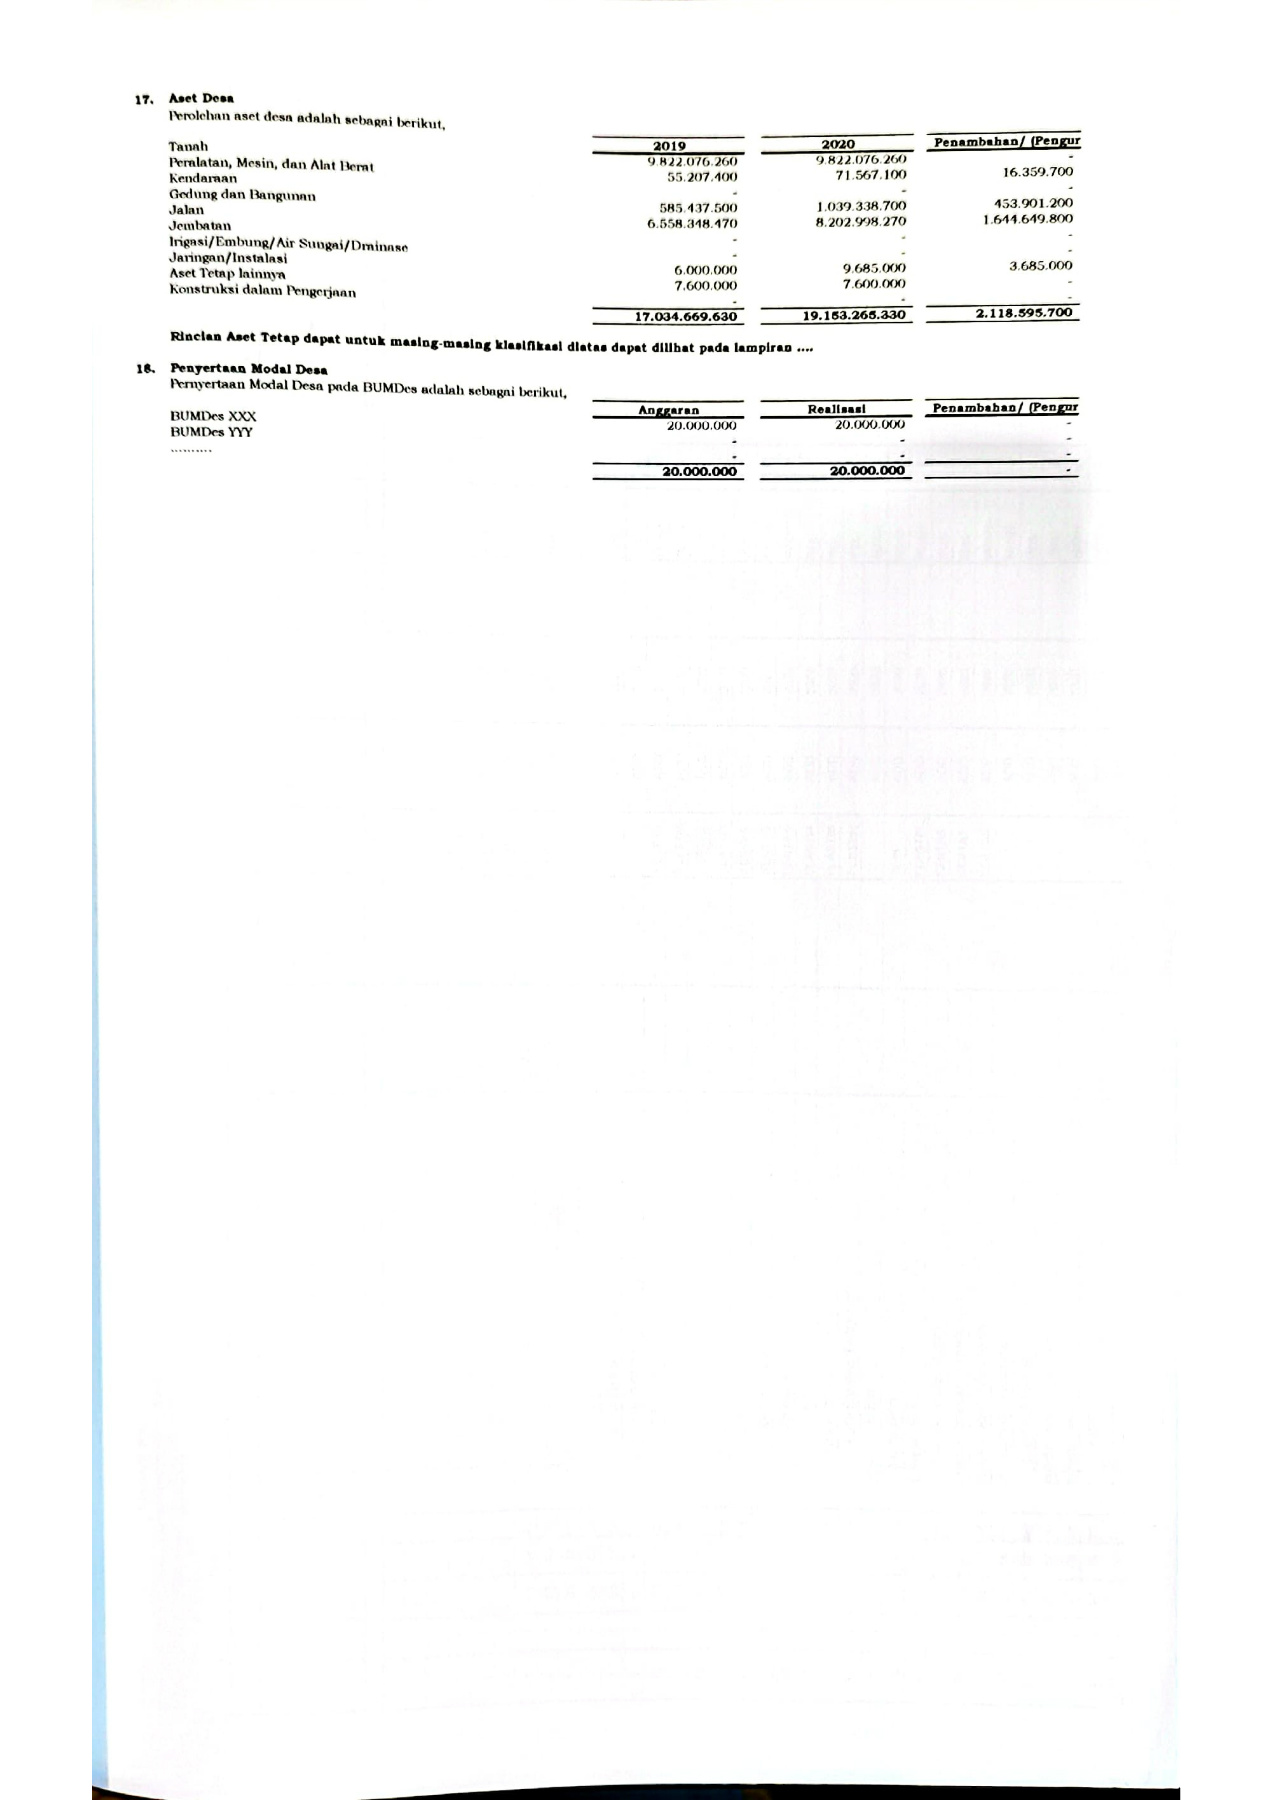 17. Aset Desa
Perolehan aset desa adalah sebagai berikut,
2019 2020 Penambahan/ (Pengur
Tanah 9.822.076.260 9.822.076.260 -
Peralatan, Mesin, dan Alat Berat 55.207.400 71.567.100 16.359.700
Kendaraan - - -
Gedung dan Bangunan 585.437.500 1.039.338.700 453.901.200
Jalan 6.558.348.470 8.202.998.270 1.644.649.800
Jembatan - - -
Irigasi/Embung/Air Sungai/Drainase - - -
Jaringan/Instalasi 6.000.000 9.685.000 3.685.000
Aset Tetap lainnya 7.600.000 7.600.000 -
Konstruksi dalam Pengerjaan - - -
17.034.669.630 19.153.265.330 2.118.595.700
Rincian Aset Tetap dapat untuk masing-masing klasifikasi diatas dapat dilihat pada lampiran ....
18. Penyertaan Modal Desa
Pernyertaan Modal Desa pada BUMDes adalah sebagai berikut,
Anggaran Realisasi Penambahan/ (Pengur
BUMDes XXX 20.000.000 20.000.000 -
BUMDes YYY - - -
.......... - - -
20.000.000 20.000.000 -